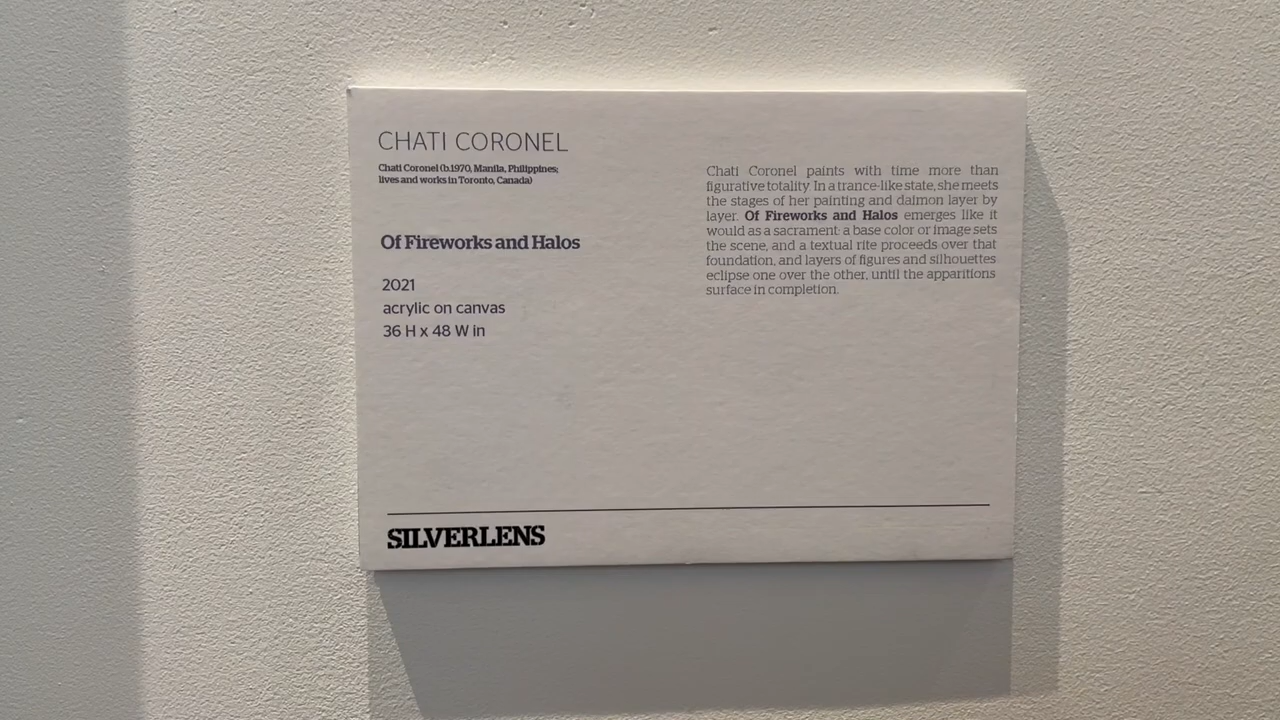 CHATI CORONEL
Chati Coronel (b.1970, Manila, Philippines;
lives and works in Toronto, Canada)
Of Fireworks and Halos
2021
acrylic on canvas
36 H x 48 W in
Chati Coronel paints with time more than
figurative totality. In a trance-like state, she meets
the stages of her painting and daimon layer by
layer. Of Fireworks and Halos emerges like it
would as a sacrament: a base color or image sets
the scene, and a textual rite proceeds over that
foundation, and layers of figures and silhouettes
eclipse one over the other, until the apparitions
surface in completion.
SILVERLENS